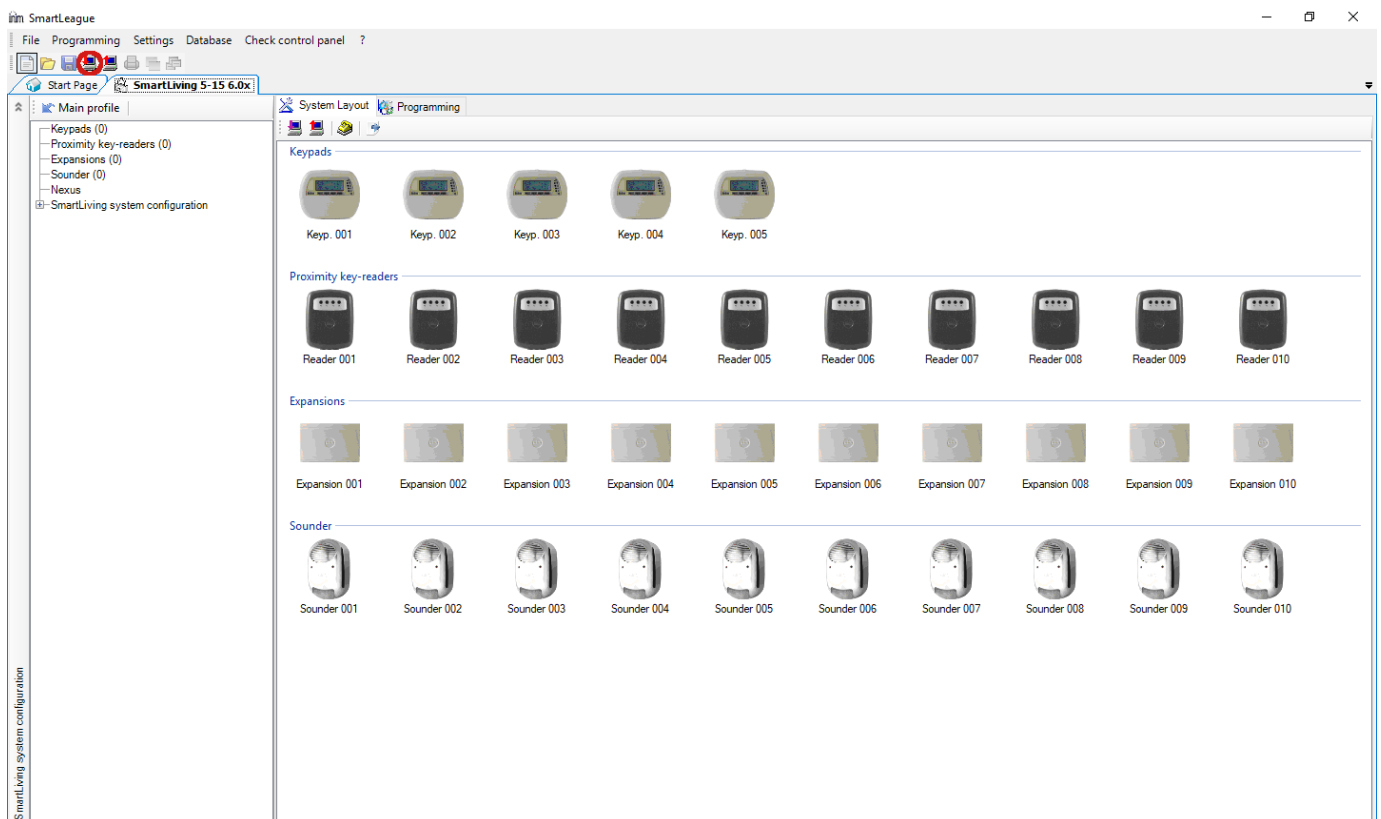 inim SmartLeague
File Programming Settings Database Check control panel ?
Start Page SmartLiving 5-15 6.0x
Main profile
System Layout Programming
Keypads (0)
Proximity key-readers (0)
Expansions (0)
Sounder (0)
Nexus
SmartLiving system configuration
Keypads
Keyp. 001 Keyp. 002 Keyp. 003 Keyp. 004 Keyp. 005
Proximity key-readers
Reader 001 Reader 002 Reader 003 Reader 004 Reader 005 Reader 006 Reader 007 Reader 008 Reader 009 Reader 010
Expansions
Expansion 001 Expansion 002 Expansion 003 Expansion 004 Expansion 005 Expansion 006 Expansion 007 Expansion 008 Expansion 009 Expansion 010
Sounder
Sounder 001 Sounder 002 Sounder 003 Sounder 004 Sounder 005 Sounder 006 Sounder 007 Sounder 008 Sounder 009 Sounder 010
SmartLiving system configuration